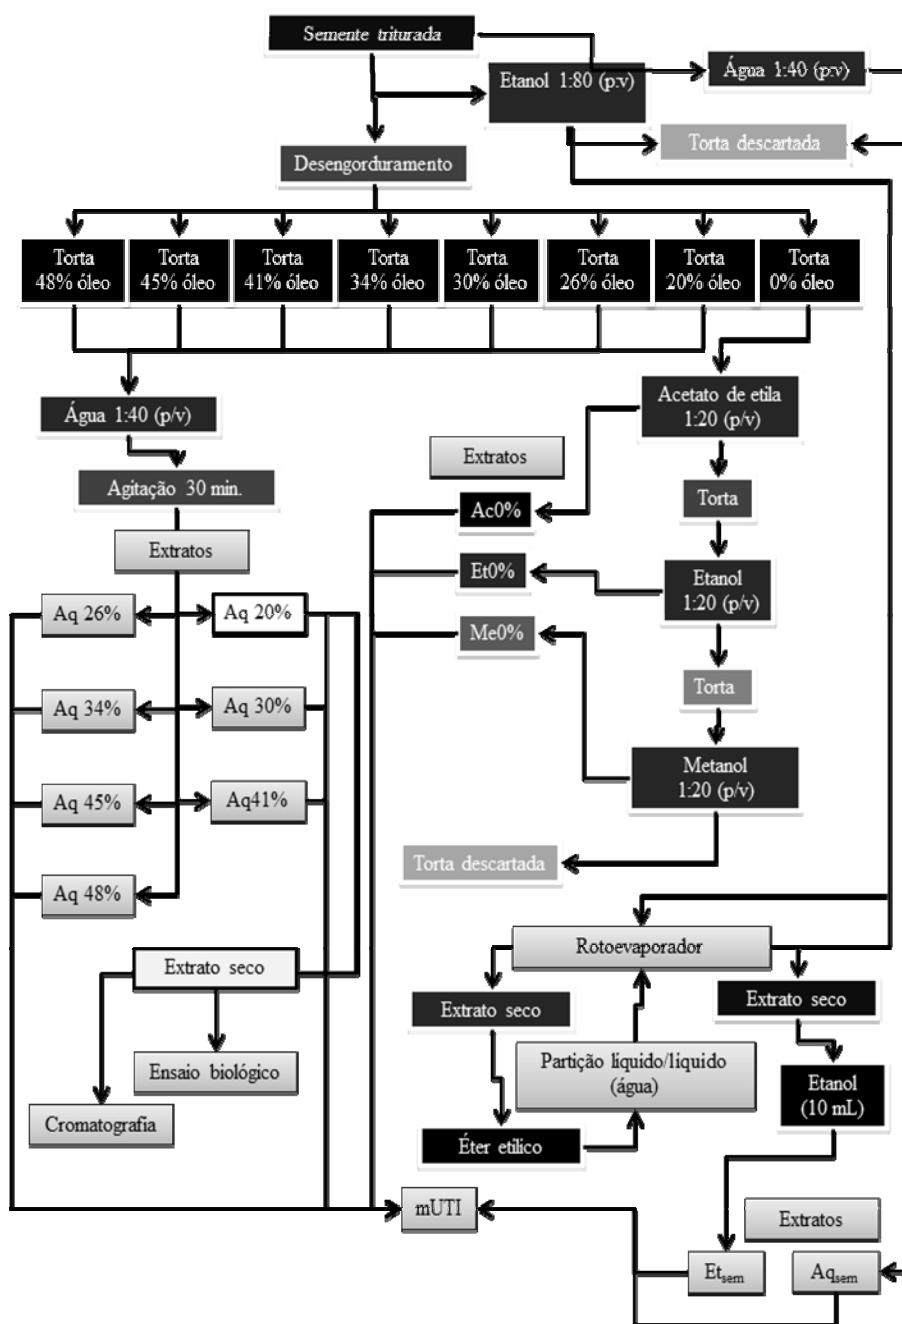 Semente triturada
Etanol 1:80 (p:v)
Água 1:40 (p:v)
Torta descartada
Desengorduramento
Torta
48% óleo
Torta
45% óleo
Torta
41% óleo
Torta
34% óleo
Torta
30% óleo
Torta
26% óleo
Torta
20% óleo
Torta
0% óleo
Água 1:40 (p/v)
Agitação 30 min.
Extratos
Aq 26%
Aq 20%
Aq 34%
Aq 30%
Aq 45%
Aq41%
Aq 48%
Extrato seco
Ensaio biológico
Cromatografia
Acetato de etila
1:20 (p/v)
Extratos
Ac0%
Torta
Et0%
Etanol
1:20 (p/v)
Me0%
Torta
Metanol
1:20 (p/v)
Torta descartada
Rotoevaporador
Extrato seco
Extrato seco
Partição líquido/líquido
(água)
Etanol
(10 mL)
Éter etílico
mUTI
Extratos
Etsem
Aqsem